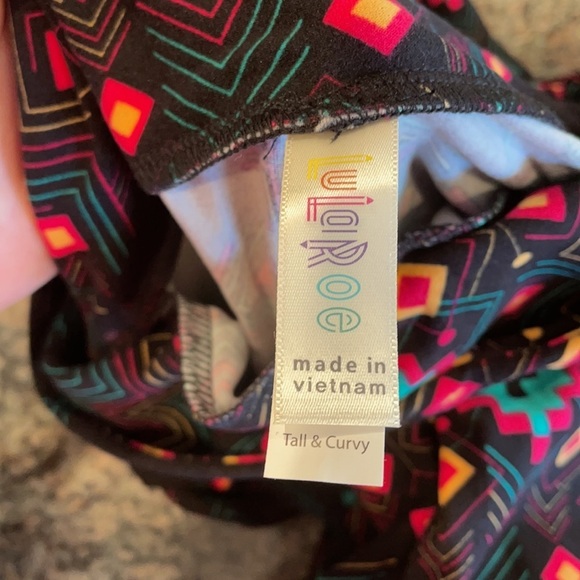 LuLaRoe
made in
vietnam
Tall & Curvy